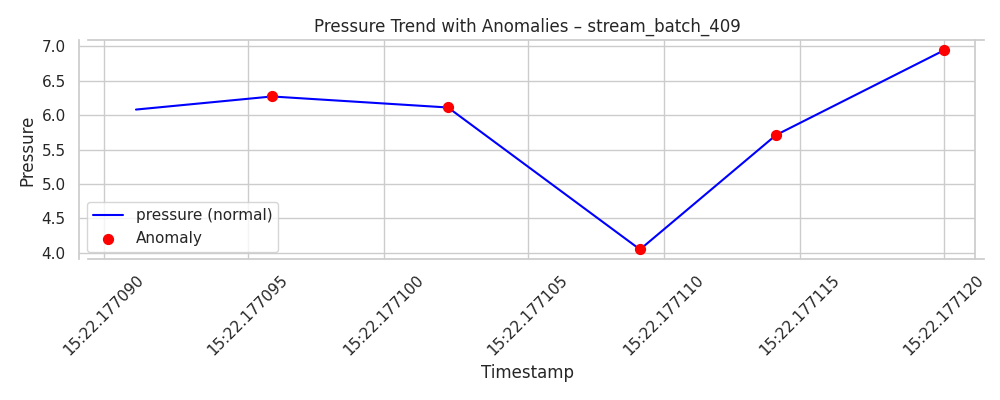 Pressure Trend with Anomalies – stream_batch_409
Pressure
7.0
6.5
6.0
5.5
5.0
4.5
4.0
pressure (normal)
Anomaly
15:22.177090
15:22.177095
15:22.177100
15:22.177105
15:22.177110
15:22.177115
15:22.177120
Timestamp